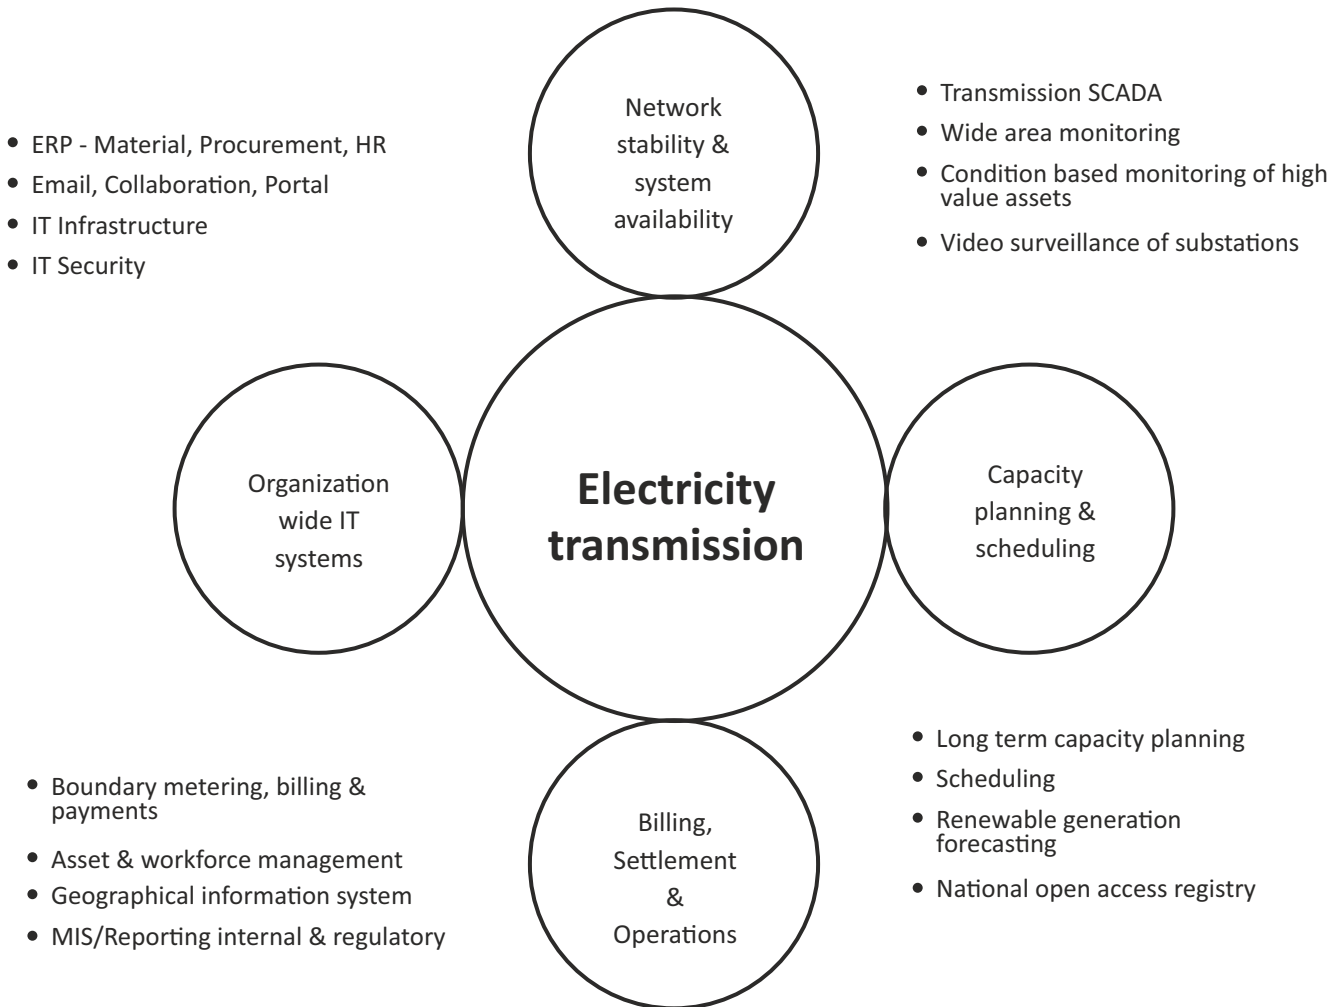 Network
stability &
system
availability
• Transmission SCADA
• Wide area monitoring
• Condition based monitoring of high
value assets
• Video surveillance of substations
• ERP - Material, Procurement, HR
• Email, Collaboration, Portal
• IT Infrastructure
• IT Security
Organization
wide IT
systems
Electricity
transmission
Capacity
planning &
scheduling
• Boundary metering, billing &
payments
• Asset & workforce management
• Geographical information system
• MIS/Reporting internal & regulatory
Billing,
Settlement
&
Operations
• Long term capacity planning
• Scheduling
• Renewable generation
forecasting
• National open access registry